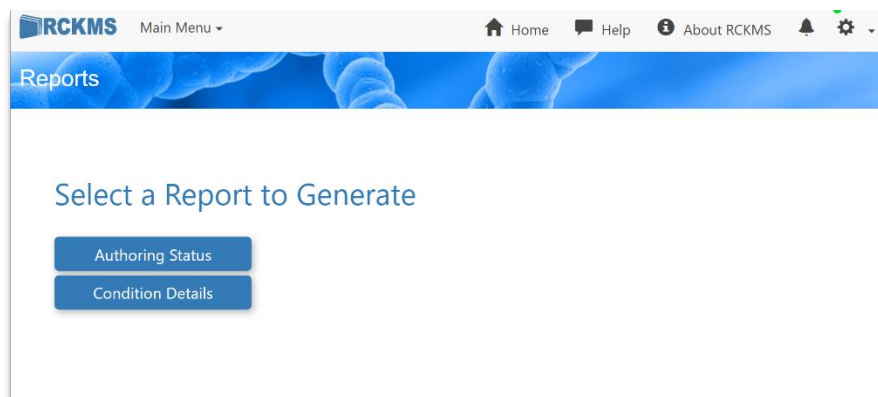 RCKMS Main Menu Home Help About RCKMS
Reports
Select a Report to Generate
Authoring Status
Condition Details